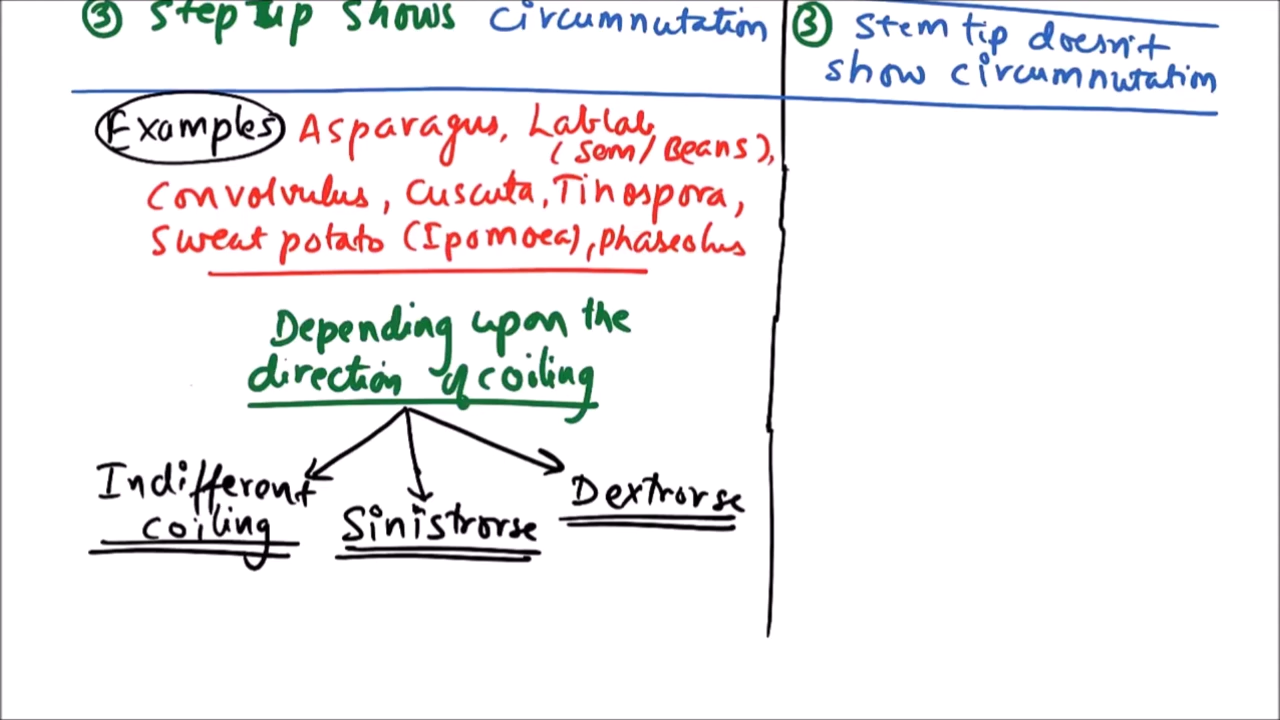 ③ Step tip shows circumnutation
Examples Asparagus, Lablab
(Sem/Beans),
Convolvulus, Cuscuta, Tinospora,
Sweat potato (Ipomoea), phaseolus
Depending upon the
direction of coiling
Indifferent
coiling
Sinistrorse
Dextrorse
③ Stem tip doesn't
show circumnutation